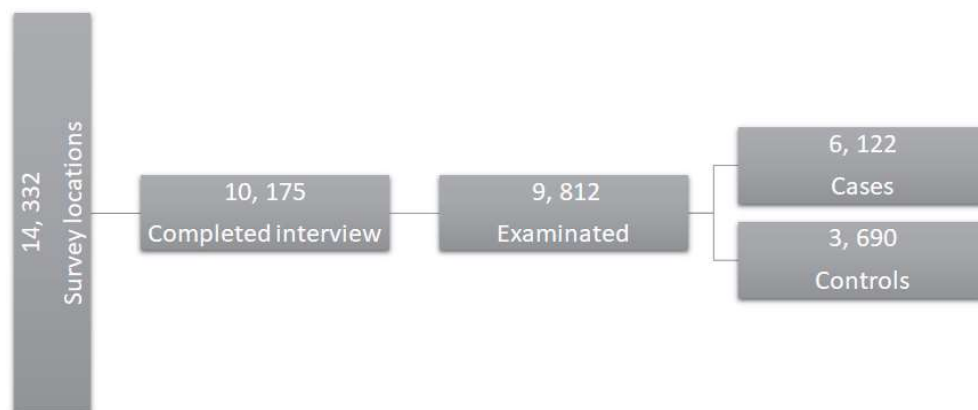 14, 332
Survey locations
10, 175
Completed interview
9, 812
Examinated
6, 122
Cases
3, 690
Controls